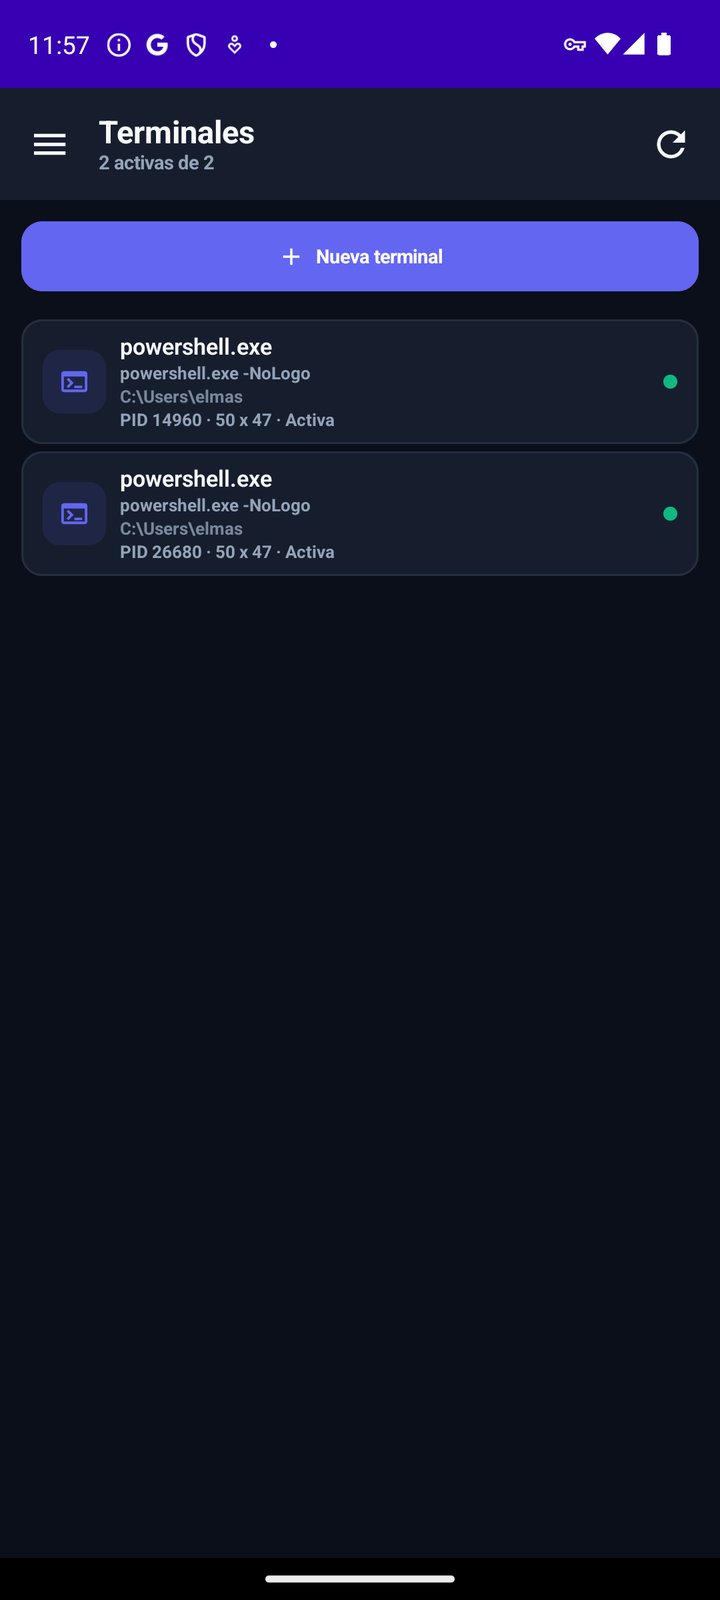 11:57
Terminales
2 activas de 2
+ Nueva terminal
powershell.exe
powershell.exe -NoLogo
C:\Users\elmas
PID 14960 · 50 x 47 · Activa
powershell.exe
powershell.exe -NoLogo
C:\Users\elmas
PID 26680 · 50 x 47 · Activa